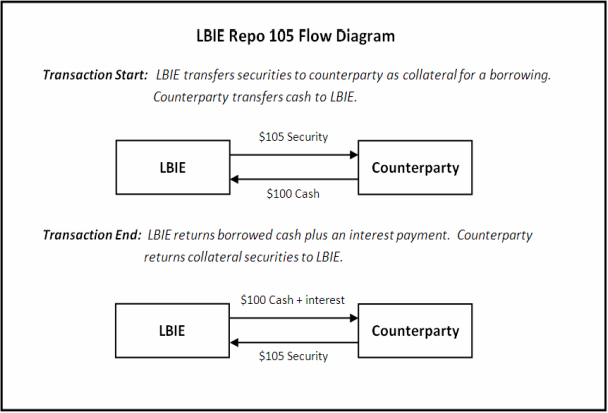 LBIE Repo 105 Flow Diagram
Transaction Start: LBIE transfers securities to counterparty as collateral for a borrowing.
Counterparty transfers cash to LBIE.
$105 Security
LBIE
Counterparty
$100 Cash
Transaction End: LBIE returns borrowed cash plus an interest payment. Counterparty
returns collateral securities to LBIE.
$100 Cash + interest
LBIE
Counterparty
$105 Security